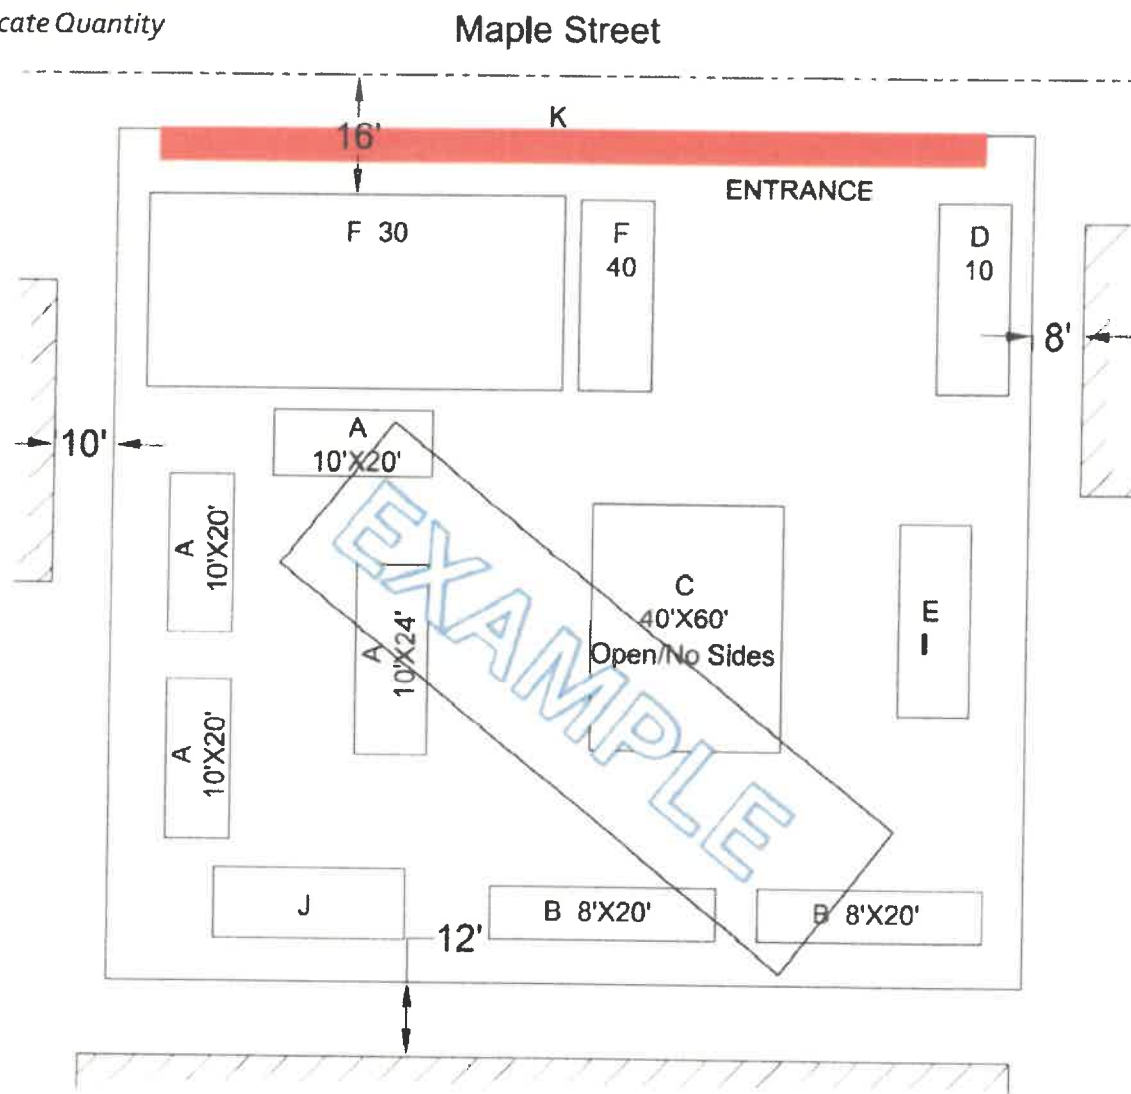 cate Quantity
Maple Street
K
16'
ENTRANCE
F 30
F
40
D
10
8'
10'
A
10'X20'
A
10'X20'
A
10'X24'
C
40'X60'
Open/No Sides
E
I
A
10'X20'
EXAMPLE
J
B 8'X20'
B 8'X20'
12'